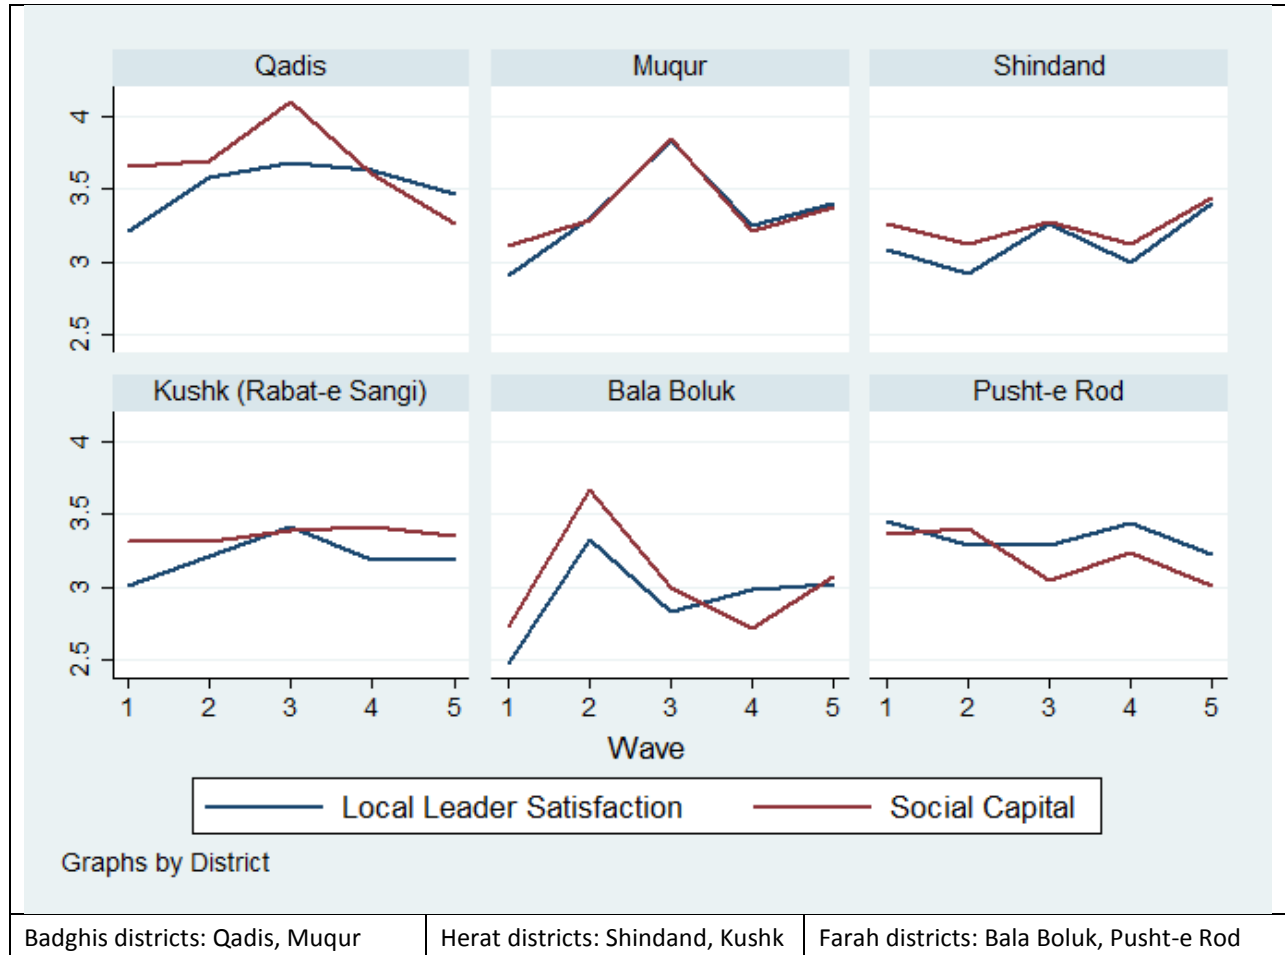 Qadis
Muqur
Shindand
4
3.5
3
2.5
Kushk (Rabat-e Sangi)
Bala Boluk
Pusht-e Rod
4
3.5
3
2.5
1 2 3 4 5
1 2 3 4 5
1 2 3 4 5
Wave
Local Leader Satisfaction
Social Capital
Graphs by District
Badghis districts: Qadis, Muqur
Herat districts: Shindand, Kushk
Farah districts: Bala Boluk, Pusht-e Rod